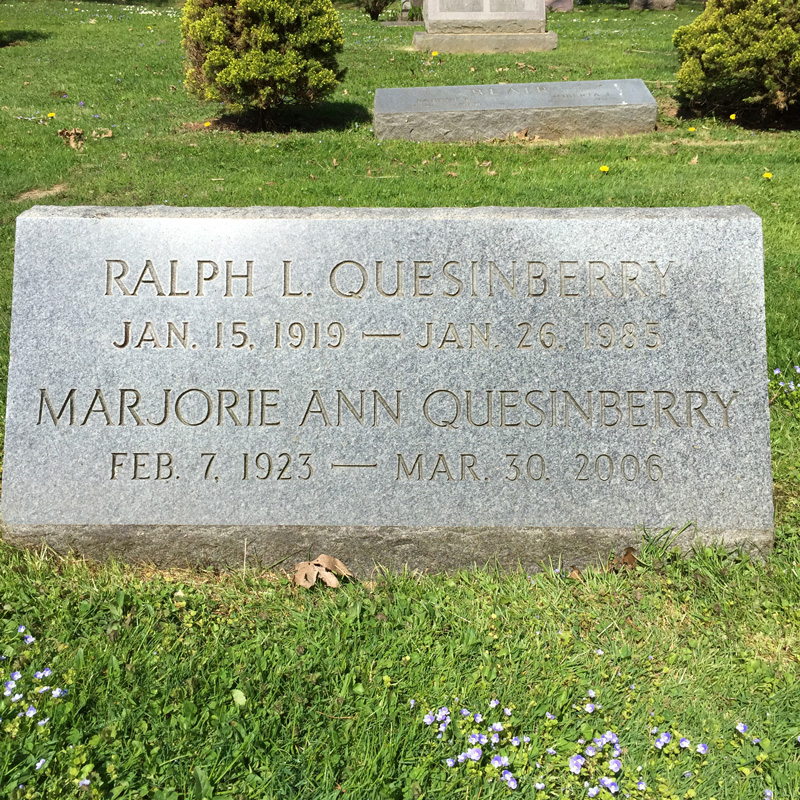 RALPH L. QUESINBERRY
JAN. 15, 1919 — JAN. 26, 1985
MARJORIE ANN QUESINBERRY
FEB. 7, 1923 — MAR. 30, 2006